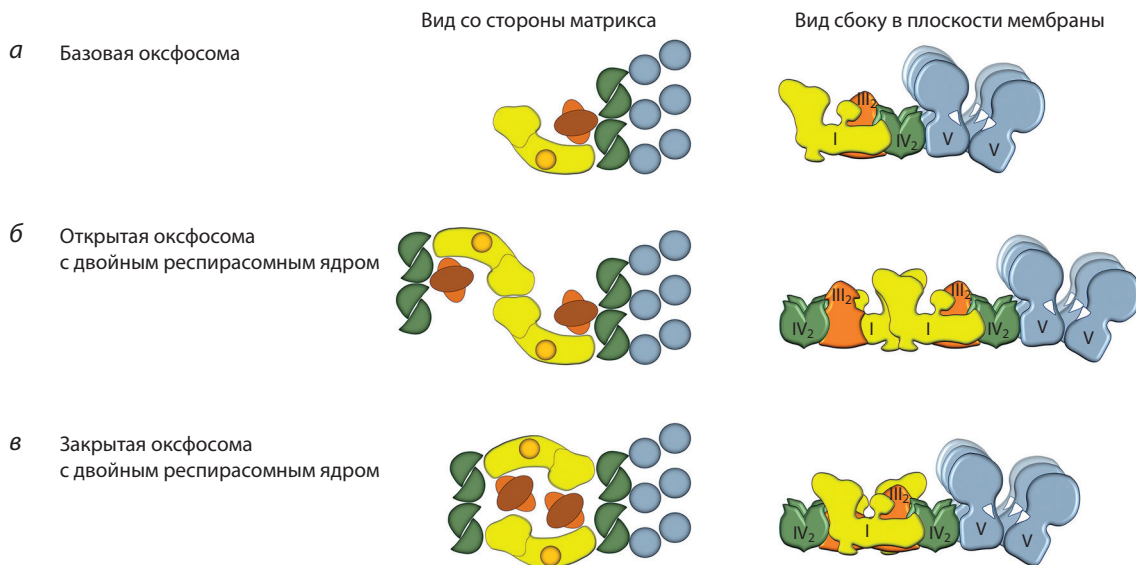 Вид со стороны матрикса
Вид сбоку в плоскости мембраны
а Базовая оксфосома
III₂
I
IV₂
V
V
б Открытая оксфосома
с двойным респирасомным ядром
III₂
III₂
IV₂
I
I
IV₂
V
V
в Закрытая оксфосома
с двойным респирасомным ядром
III₂
IV₂
I
IV₂
V
V